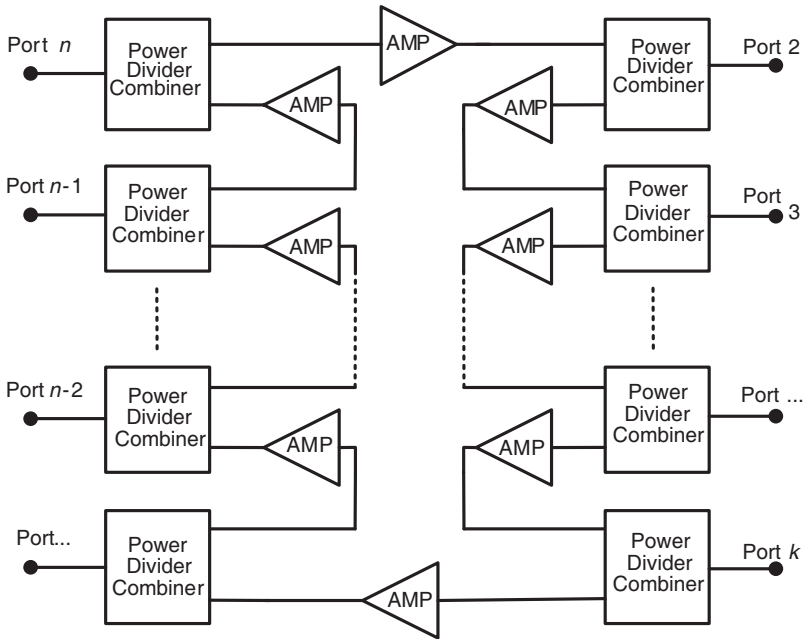 Port n
Power
Divider
Combiner
AMP
Power
Divider
Combiner
Port 2
AMP
AMP
Port n-1
Power
Divider
Combiner
Power
Divider
Combiner
Port
3
AMP
AMP
Port n-2
Power
Divider
Combiner
Power
Divider
Combiner
Port ...
AMP
AMP
Port...
Power
Divider
Combiner
AMP
Power
Divider
Combiner
Port k